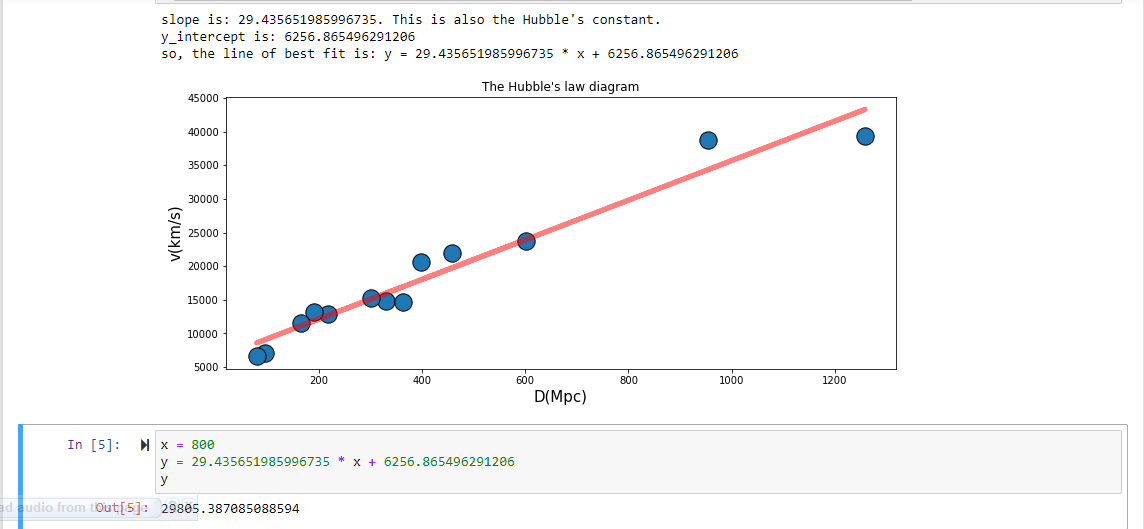 slope is: 29.435651985996735. This is also the Hubble's constant.
y_intercept is: 6256.865496291206
so, the line of best fit is: y = 29.435651985996735 * x + 6256.865496291206
The Hubble's law diagram
45000
40000
35000
30000
25000
20000
15000
10000
5000
v(km/s)
200 400 600 800 1000 1200
D(Mpc)
In [5]: x = 800
y = 29.435651985996735 * x + 6256.865496291206
y
Out[5]: 29805.387085088594
ad audio from this page